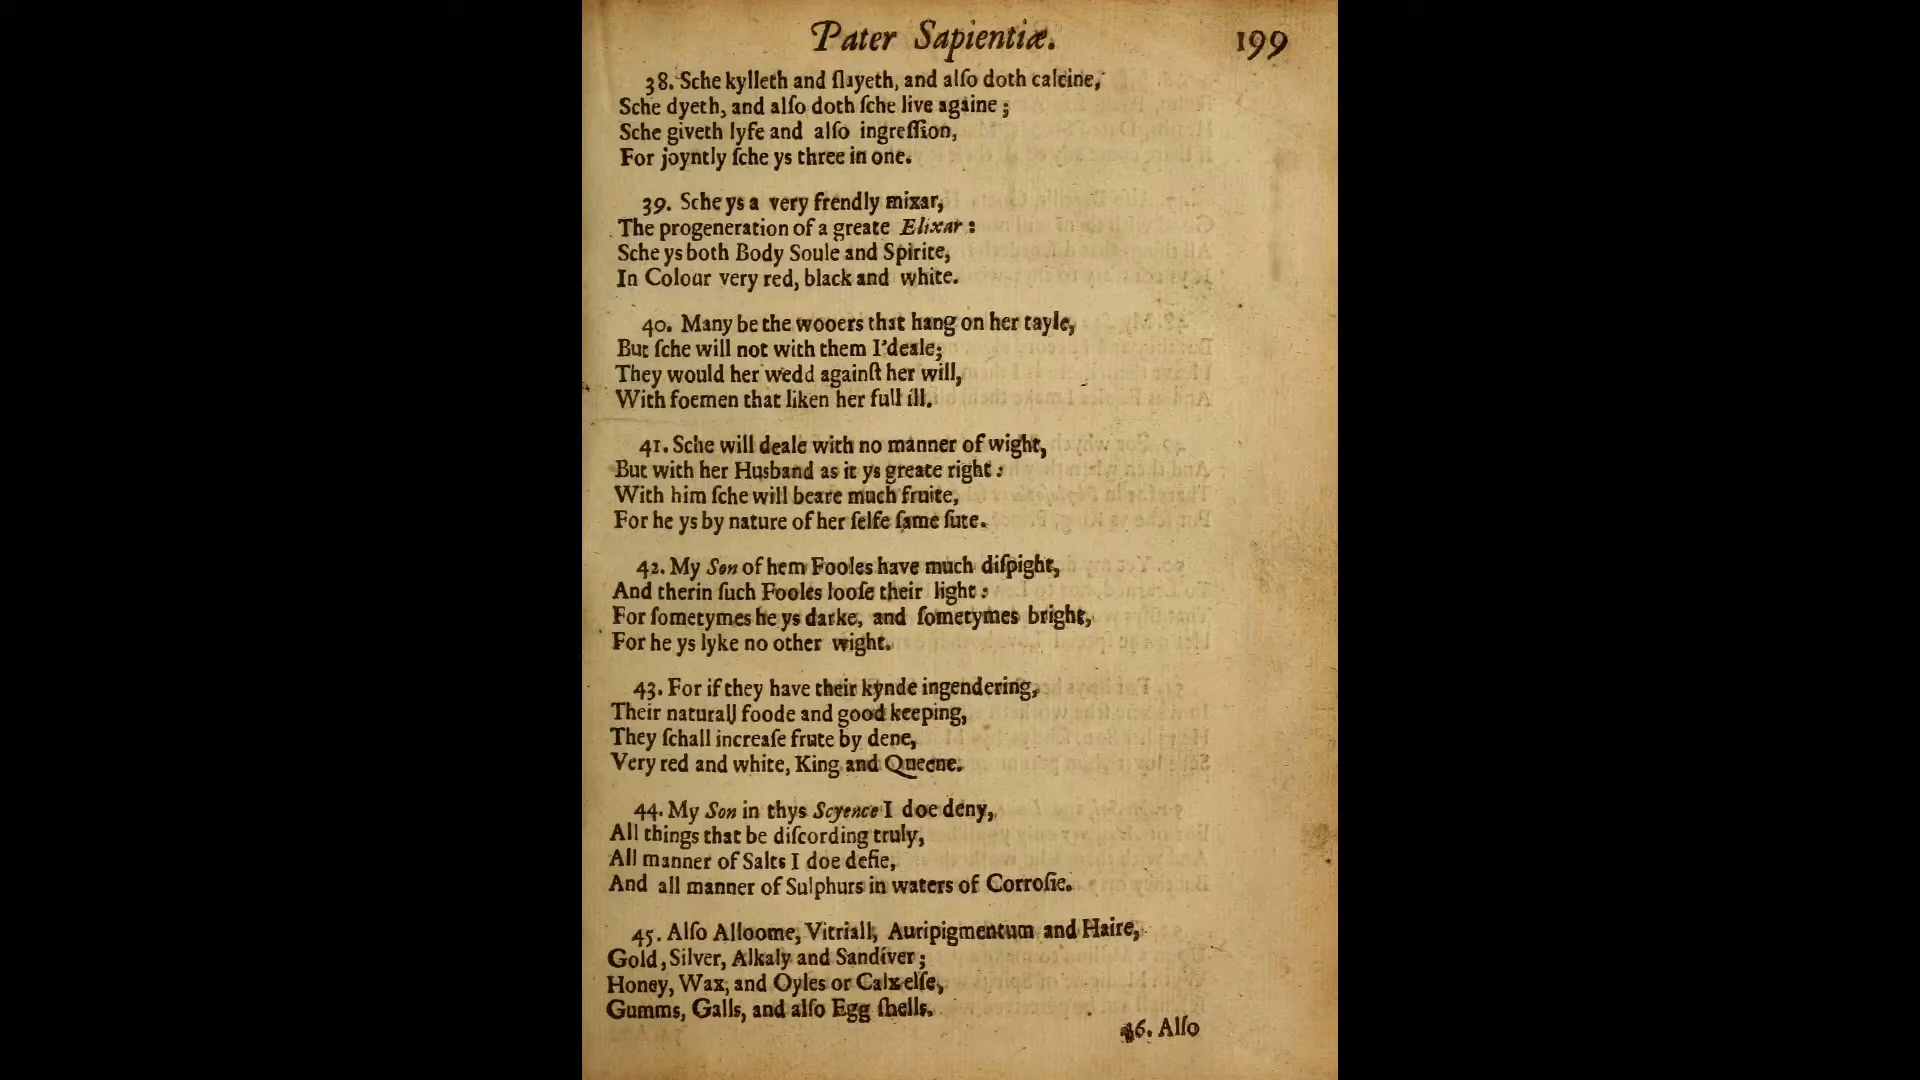 Pater Sapientiæ.
199
38. Sche kylleth and ſlayeth, and alſo doth calcine,
Sche dyeth, and alſo doth ſche live againe;
Sche giveth lyfe and alſo ingreſſion,
For joyntly ſche ys three in one.
39. Sche ys a very frendly mixar,
The progeneration of a greate Elixar:
Sche ys both Body Soule and Spirite,
In Colour very red, black and white.
40. Many be the wooers that hang on her tayle,
But ſche will not with them I'deale;
They would her wedd againſt her will,
With foemen that liken her full ill.
41. Sche will deale with no manner of wight,
But with her Husband as it ys greate right:
With him ſche will beare much fruite,
For he ys by nature of her ſelfe ſame ſute.
42. My Son of hem Fooles have much diſpight,
And therin ſuch Fooles looſe their light:
For ſometymes he ys darke, and ſometymes bright,
For he ys lyke no other wight.
43. For if they have their kynde ingendering,
Their naturall foode and good keeping,
They ſchall increaſe frute by dene,
Very red and white, King and Queene.
44. My Son in thys Scyence I doe deny,
All things that be diſcording truly,
All manner of Salts I doe defie,
And all manner of Sulphurs in waters of Corroſie.
45. Alſo Alloome, Vitriall, Auripigmentum and Haire,
Gold, Silver, Alkaly and Sandiver;
Honey, Wax, and Oyles or Calx elſe,
Gumms, Galls, and alſo Egg ſhells.
46. Alſo